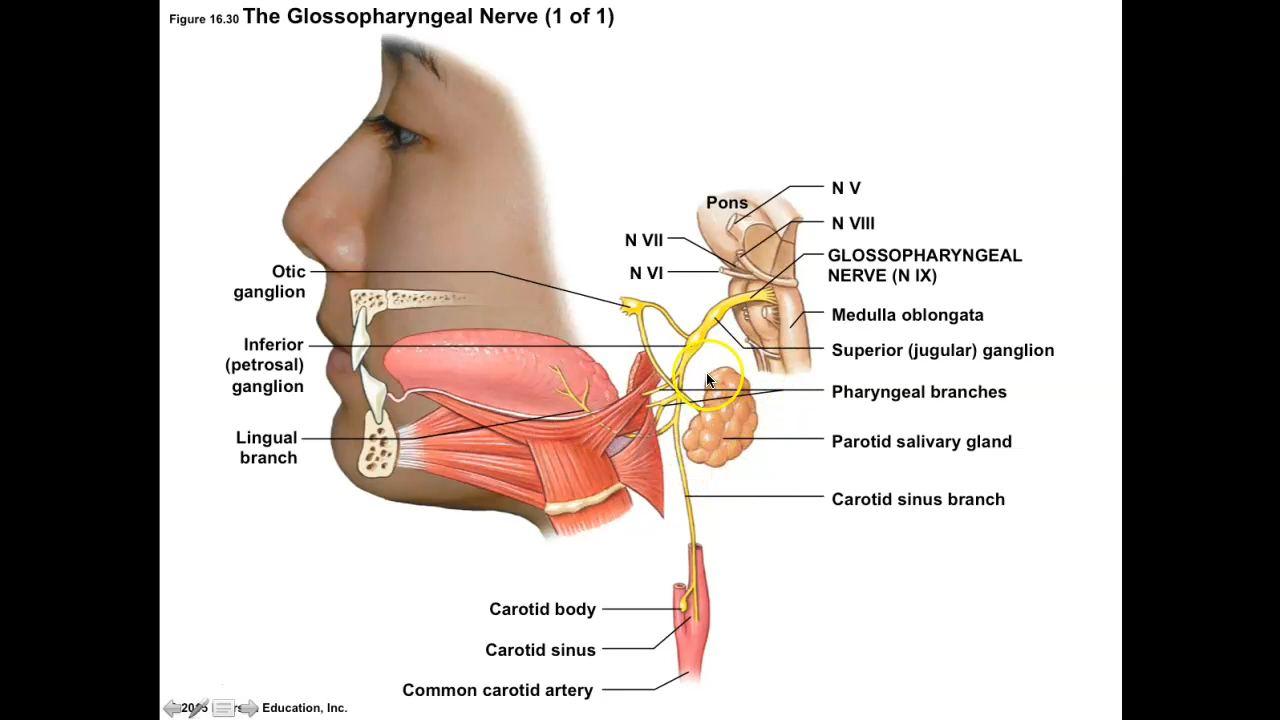 Figure 16.30 The Glossopharyngeal Nerve (1 of 1)
Pons
N V
N VIII
N VII
GLOSSOPHARYNGEAL
NERVE (N IX)
N VI
Otic
ganglion
Medulla oblongata
Inferior
(petrosal)
ganglion
Superior (jugular) ganglion
Pharyngeal branches
Lingual
branch
Parotid salivary gland
Carotid sinus branch
Carotid body
Carotid sinus
Common carotid artery
Education, Inc.